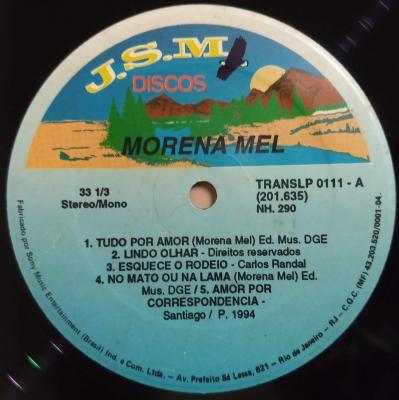 J.S.M
DISCOS
MORENA MEL
33 1/3
Stereo/Mono
TRANSLP 0111 - A
(201.635)
NH. 290
1. TUDO POR AMOR (Morena Mel) Ed. Mus. DGE
2. LINDO OLHAR - Direitos reservados
3. ESQUECE O RODEIO - Carlos Randal
4. NO MATO OU NA LAMA (Morena Mel) Ed.
Mus. DGE / 5. AMOR POR
CORRESPONDENCIA -
Santiago / P. 1994
Fabricado por Sony Music Entertainment (Brasil) Ind. e Com. Ltda. - Av. Prefeito Sá Lessa, 621 - Rio de Janeiro - RJ - C.G.C. (MF) 43.203.520/0001-04.